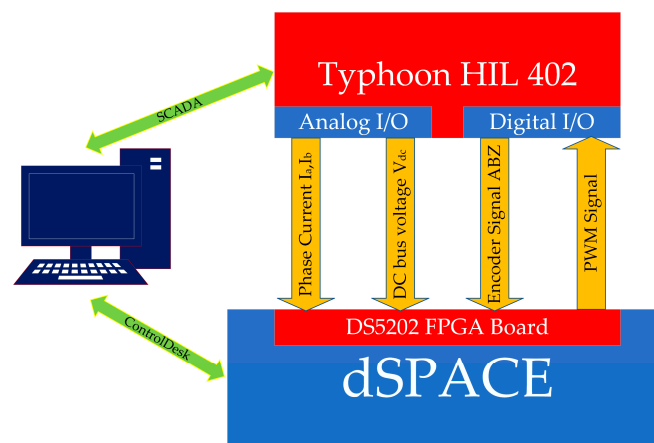 Typhoon HIL 402
SCADA
Analog I/O
Digital I/O
Phase Current Ia,Ib
DC bus voltage Vdc
Encoder Signal ABZ
PWM Signal
ControlDesk
DS5202 FPGA Board
dSPACE